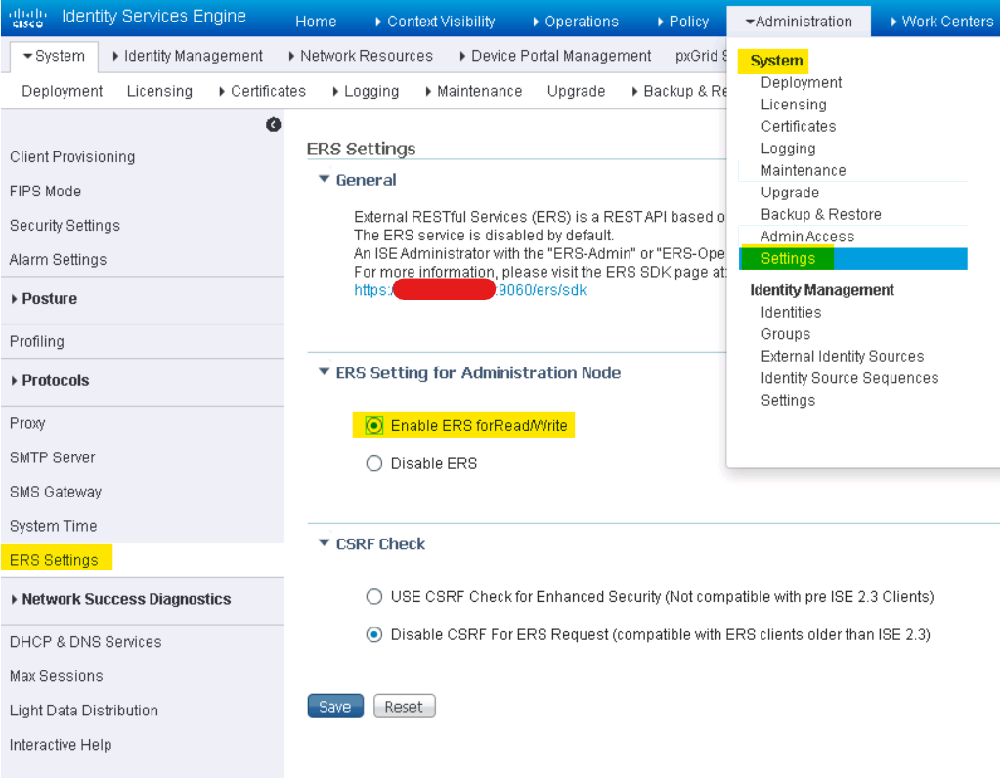 cisco Identity Services Engine Home Context Visibility Operations Policy Administration Work Centers
System Identity Management Network Resources Device Portal Management pxGrid
Deployment Licensing Certificates Logging Maintenance Upgrade Backup &
System
Deployment
Licensing
Certificates
Logging
Maintenance
Upgrade
Backup & Restore
Admin Access
Settings
Identity Management
Identities
Groups
External Identity Sources
Identity Source Sequences
Settings
Client Provisioning
FIPS Mode
Security Settings
Alarm Settings
Posture
Profiling
Protocols
Proxy
SMTP Server
SMS Gateway
System Time
ERS Settings
Network Success Diagnostics
DHCP & DNS Services
Max Sessions
Light Data Distribution
Interactive Help
ERS Settings
General
External RESTful Services (ERS) is a REST API based
The ERS service is disabled by default.
An ISE Administrator with the "ERS-Admin" or "ERS-Ope
For more information, please visit the ERS SDK page at:
https:/ :9060/ers/sdk
ERS Setting for Administration Node
Enable ERS forRead/Write
Disable ERS
CSRF Check
USE CSRF Check for Enhanced Security (Not compatible with pre ISE 2.3 Clients)
Disable CSRF For ERS Request (compatible with ERS clients older than ISE 2.3)
Save Reset